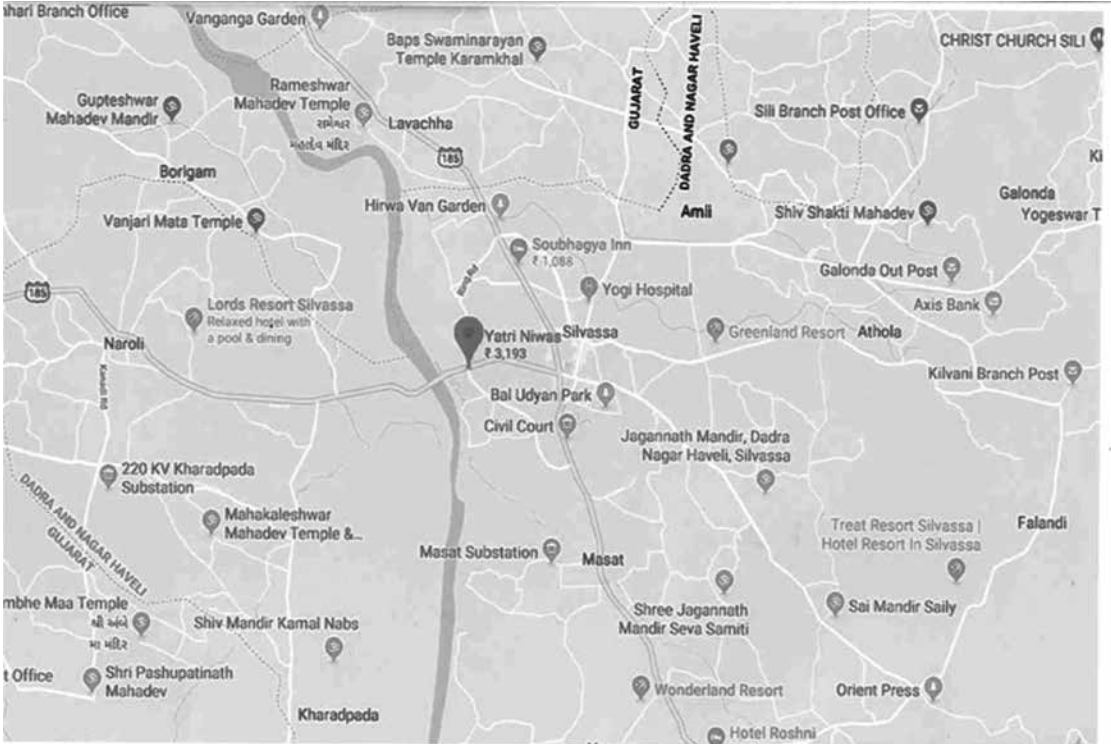 nhari Branch Office
Vanganga Garden
Baps Swaminarayan
Temple Karamkhal
CHRIST CHURCH SILI
GUJARAT
DADRA AND NAGAR HAVELI
Rameshwar
Mahadev Temple
Gupteshwar
Mahadev Mandir
Lavachha
Sili Branch Post Office
185
Ki
Borigam
Galonda
Yogeswar T
Hirwa Van Garden
Amli
Shiv Shakti Mahadev
Vanjari Mata Temple
Soubhagya Inn
₹ 1,088
Galonda Out Post
Ring Rd
Yogi Hospital
Axis Bank
185
Lords Resort Silvassa
Relaxed hotel with
a pool & dining
Yatri Niwas
₹ 3,193
Silvassa
Greenland Resort
Athola
Naroli
Kilvani Branch Post
Bal Udyan Park
Civil Court
Jagannath Mandir, Dadra
Nagar Haveli, Silvassa
220 KV Kharadpada
Substation
DADRA AND NAGAR HAVELI
GUJARAT
Mahakaleshwar
Mahadev Temple &...
Treat Resort Silvassa |
Hotel Resort In Silvassa
Falandi
Masat Substation
Masat
mbhe Maa Temple
શ્રી અંબે
મા મંદિર
Shiv Mandir Kamal Nabs
Shree Jagannath
Mandir Seva Samiti
Sai Mandir Saily
t Office
Shri Pashupatinath
Mahadev
Wonderland Resort
Orient Press
Kharadpada
Hotel Roshni